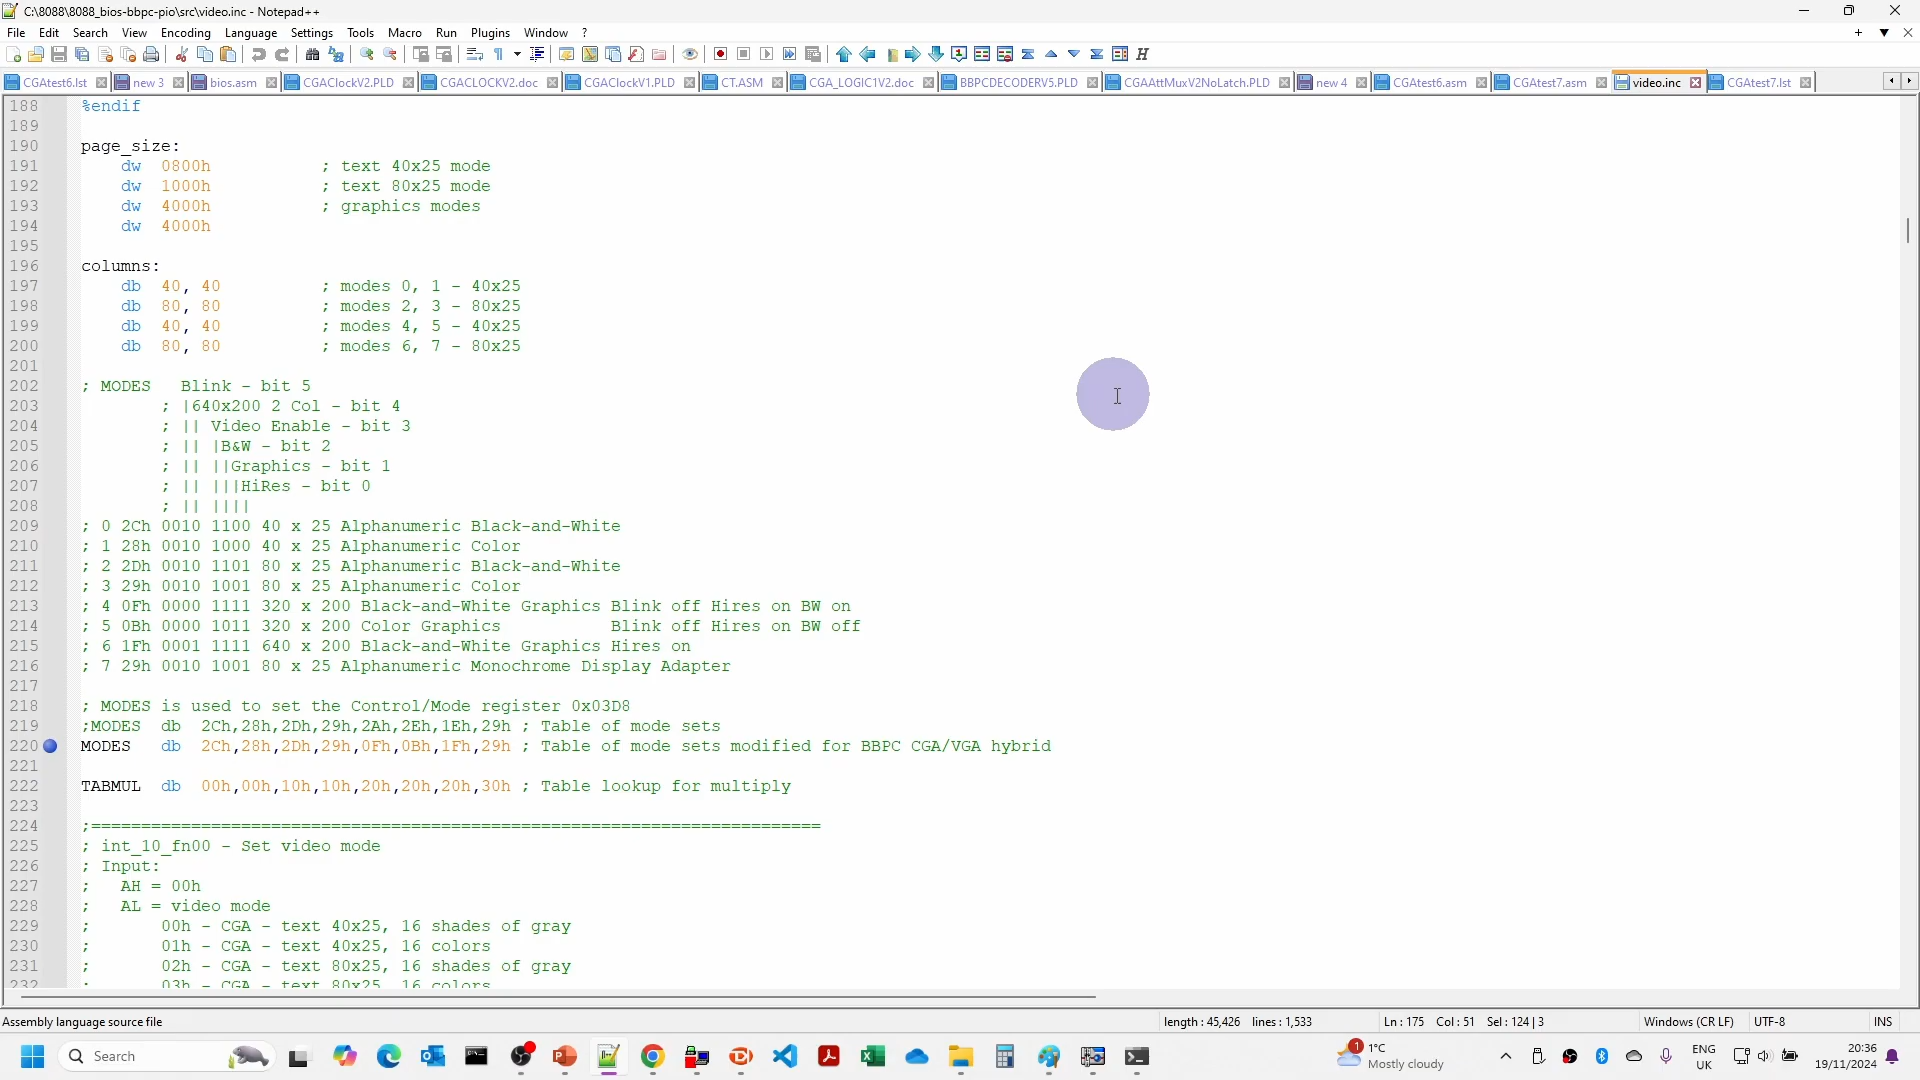 C:\8088\8088_bios-bbpc-pio\src\video.inc - Notepad++
File Edit Search View Encoding Language Settings Tools Macro Run Plugins Window ?
CGAtest6.lst new 3 bios.asm CGAClockV2.PLD CGACLOCKV2.doc CGAClockV1.PLD CT.ASM CGA_LOGIC1V2.doc BBPCDECODERV5.PLD CGAAttMuxV2NoLatch.PLD new 4 CGAtest6.asm CGAtest7.asm video.inc CGAtest7.lst
188 %endif
189
190 page_size:
191 dw 0800h ; text 40x25 mode
192 dw 1000h ; text 80x25 mode
193 dw 4000h ; graphics modes
194 dw 4000h
195
196 columns:
197 db 40, 40 ; modes 0, 1 - 40x25
198 db 80, 80 ; modes 2, 3 - 80x25
199 db 40, 40 ; modes 4, 5 - 40x25
200 db 80, 80 ; modes 6, 7 - 80x25
201
202 ; MODES Blink - bit 5
203 ; |640x200 2 Col - bit 4
204 ; || Video Enable - bit 3
205 ; || |B&W - bit 2
206 ; || ||Graphics - bit 1
207 ; || |||HiRes - bit 0
208 ; || ||||
209 ; 0 2Ch 0010 1100 40 x 25 Alphanumeric Black-and-White
210 ; 1 28h 0010 1000 40 x 25 Alphanumeric Color
211 ; 2 2Dh 0010 1101 80 x 25 Alphanumeric Black-and-White
212 ; 3 29h 0010 1001 80 x 25 Alphanumeric Color
213 ; 4 0Fh 0000 1111 320 x 200 Black-and-White Graphics Blink off Hires on BW on
214 ; 5 0Bh 0000 1011 320 x 200 Color Graphics Blink off Hires on BW off
215 ; 6 1Fh 0001 1111 640 x 200 Black-and-White Graphics Hires on
216 ; 7 29h 0010 1001 80 x 25 Alphanumeric Monochrome Display Adapter
217
218 ; MODES is used to set the Control/Mode register 0x03D8
219 ;MODES db 2Ch,28h,2Dh,29h,2Ah,2Eh,1Eh,29h ; Table of mode sets
220 MODES db 2Ch,28h,2Dh,29h,0Fh,0Bh,1Fh,29h ; Table of mode sets modified for BBPC CGA/VGA hybrid
221
222 TABMUL db 00h,00h,10h,10h,20h,20h,20h,30h ; Table lookup for multiply
223
224 ;=========================================================================
225 ; int_10_fn00 - Set video mode
226 ; Input:
227 ; AH = 00h
228 ; AL = video mode
229 ; 00h - CGA - text 40x25, 16 shades of gray
230 ; 01h - CGA - text 40x25, 16 colors
231 ; 02h - CGA - text 80x25, 16 shades of gray
232 ; 03h - CGA - text 80x25, 16 colors
Assembly language source file length : 45,426 lines : 1,533 Ln : 175 Col : 51 Sel : 124 | 3 Windows (CR LF) UTF-8 INS
Search 1 1°C Mostly cloudy ENG UK 20:36 19/11/2024